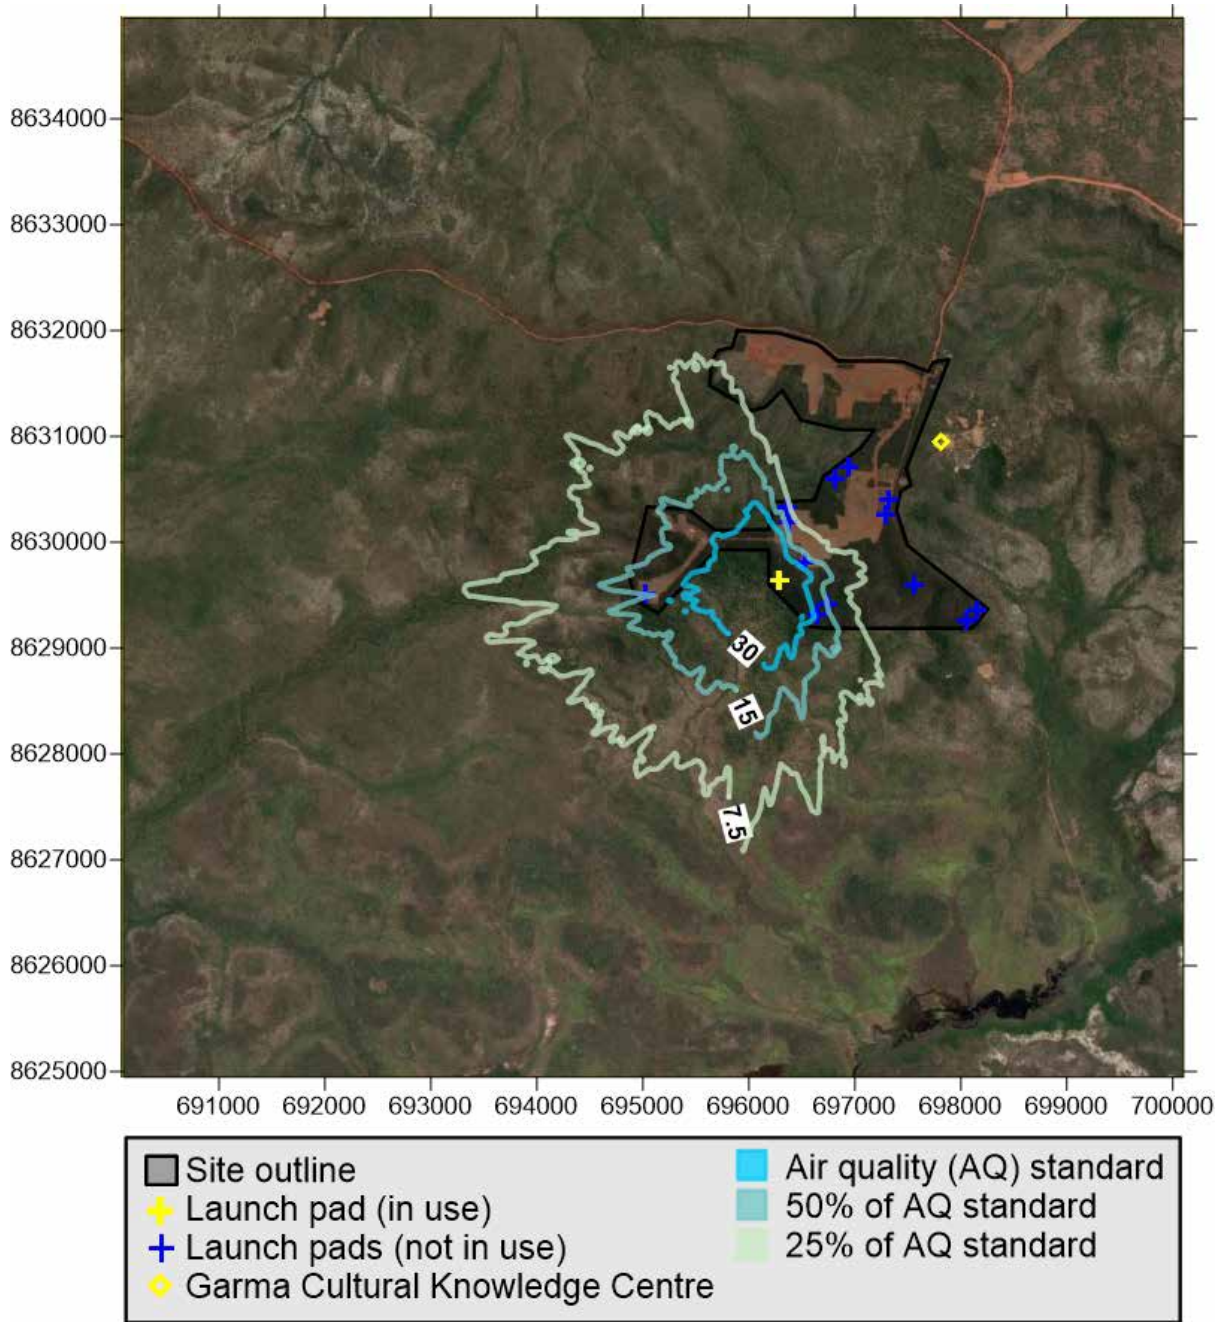 8634000
8633000
8632000
8631000
8630000
8629000
8628000
8627000
8626000
8625000
30
15
7.5
691000 692000 693000 694000 695000 696000 697000 698000 699000 700000
Site outline
Launch pad (in use)
Launch pads (not in use)
Garma Cultural Knowledge Centre
Air quality (AQ) standard
50% of AQ standard
25% of AQ standard